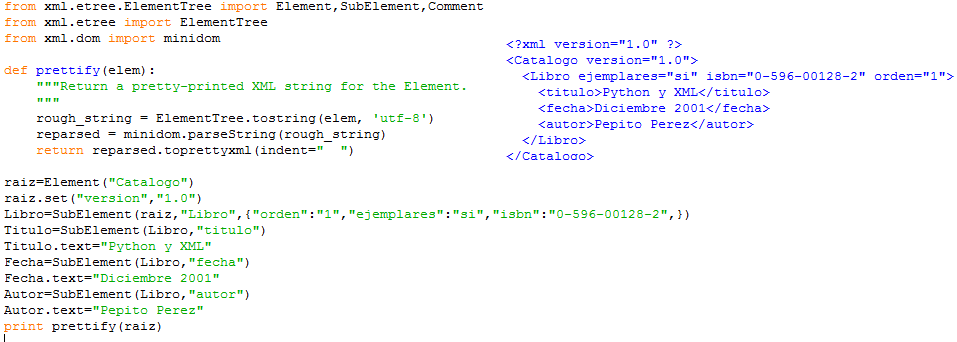 from xml.etree.ElementTree import Element,SubElement,Comment
from xml.etree import ElementTree
from xml.dom import minidom
def prettify(elem):
    """Return a pretty-printed XML string for the Element.
    """
    rough_string = ElementTree.tostring(elem, 'utf-8')
    reparsed = minidom.parseString(rough_string)
    return reparsed.toprettyxml(indent="  ")
raiz=Element("Catalogo")
raiz.set("version","1.0")
Libro=SubElement(raiz,"Libro",{"orden":"1","ejemplares":"si","isbn":"0-596-00128-2",})
Titulo=SubElement(Libro,"titulo")
Titulo.text="Python y XML"
Fecha=SubElement(Libro,"fecha")
Fecha.text="Diciembre 2001"
Autor=SubElement(Libro,"autor")
Autor.text="Pepito Perez"
print prettify(raiz)
<?xml version="1.0" ?>
<Catalogo version="1.0">
  <Libro ejemplares="si" isbn="0-596-00128-2" orden="1">
    <titulo>Python y XML</titulo>
    <fecha>Diciembre 2001</fecha>
    <autor>Pepito Perez</autor>
  </Libro>
</Catalogo>